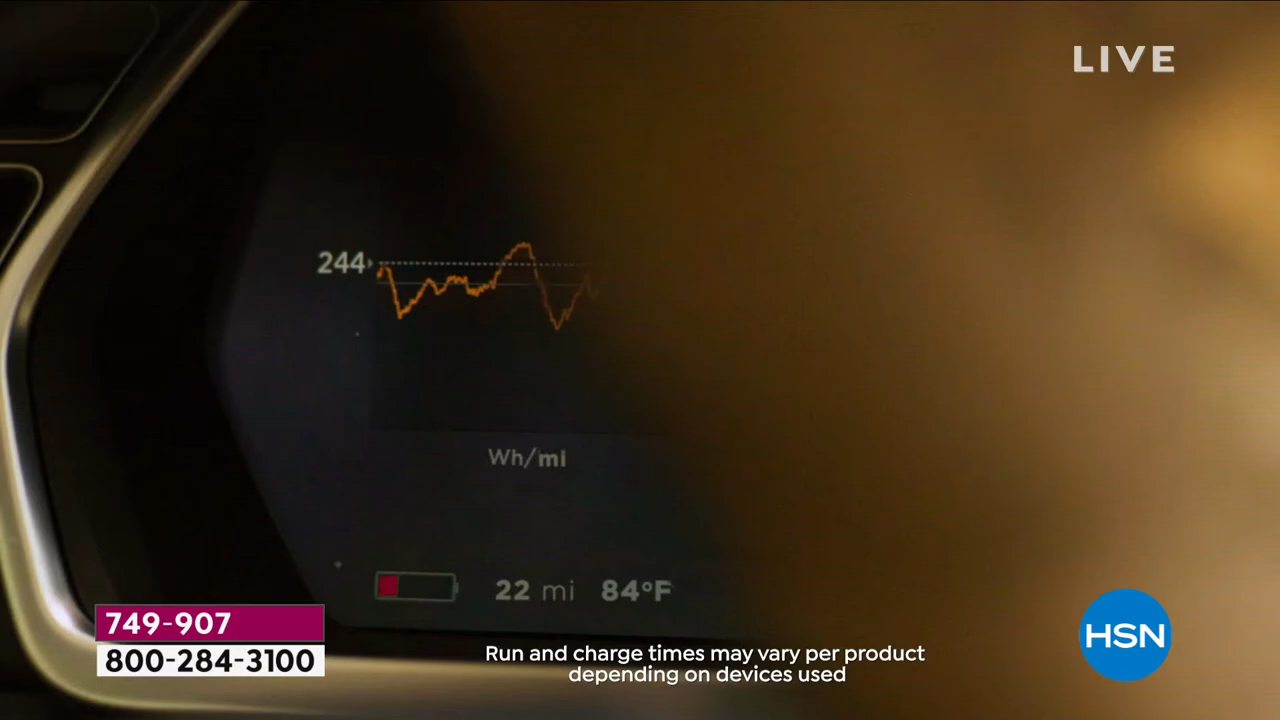 LIVE
244
Wh/mi
22 mi 84°F
749-907
800-284-3100
Run and charge times may vary per product
depending on devices used
HSN